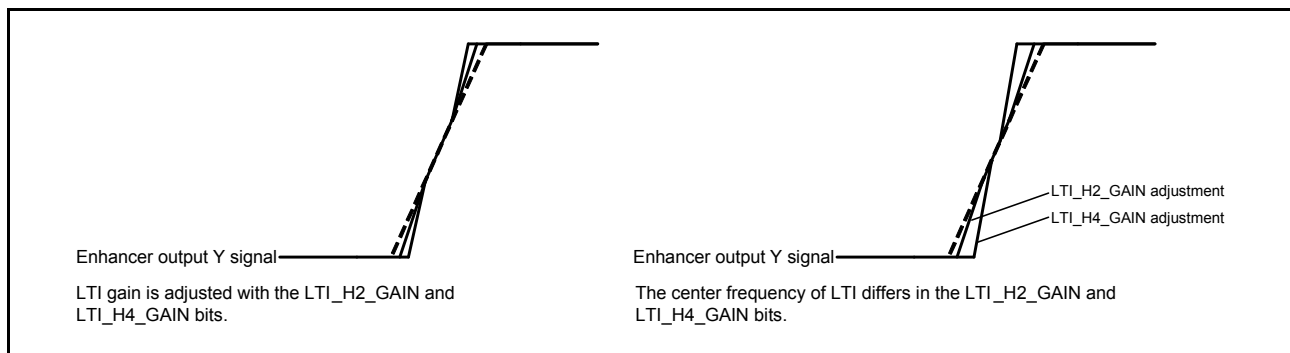 Enhancer output Y signal
LTI gain is adjusted with the LTI_H2_GAIN and
LTI_H4_GAIN bits.
LTI_H2_GAIN adjustment
LTI_H4_GAIN adjustment
Enhancer output Y signal
The center frequency of LTI differs in the LTI_H2_GAIN and
LTI_H4_GAIN bits.